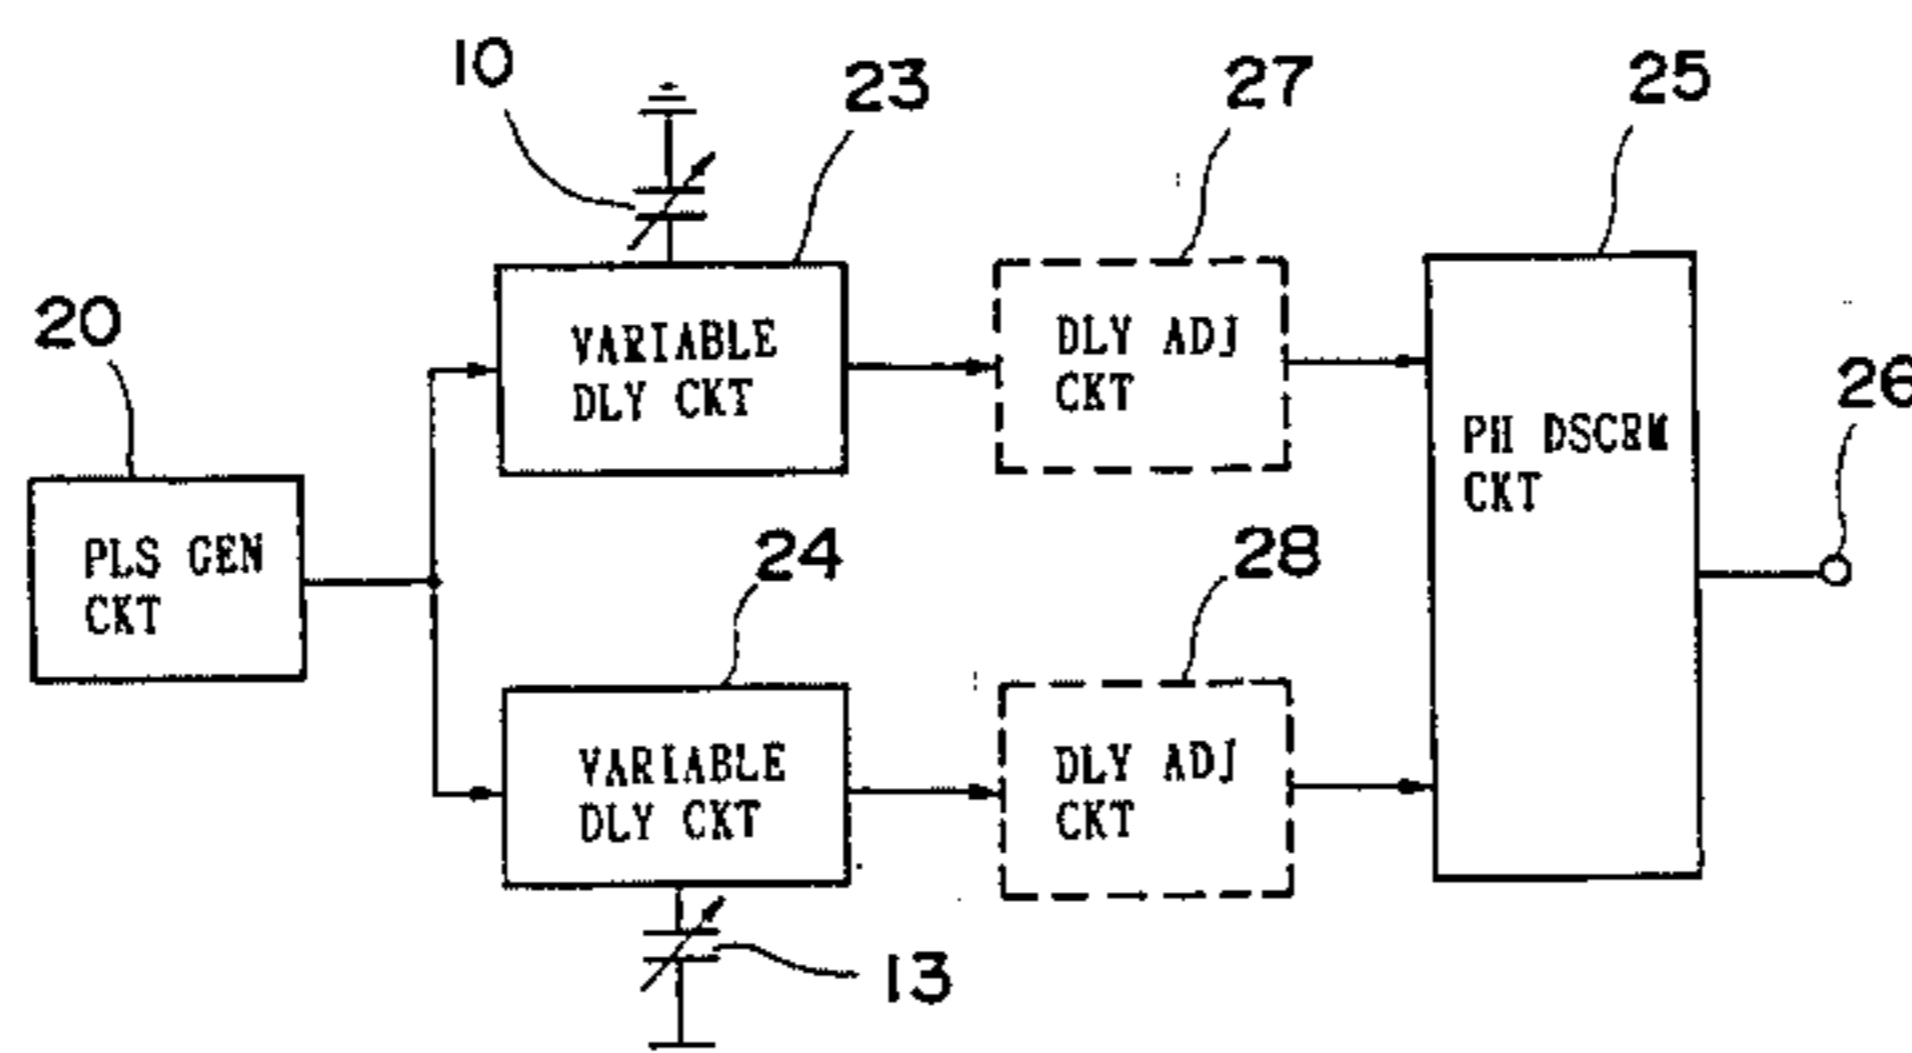 10
23
27
25
20
VARIABLE
DLY CKT
DLY ADJ
CKT
26
PH DSCRM
CKT
PLS GEN
CKT
24
28
VARIABLE
DLY CKT
DLY ADJ
CKT
13